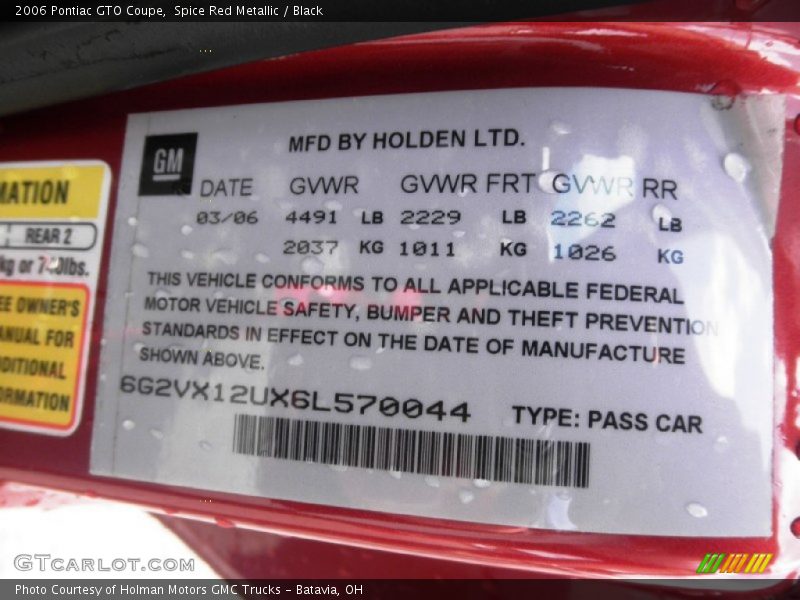 2006 Pontiac GTO Coupe, Spice Red Metallic / Black
GM
MFD BY HOLDEN LTD.
DATE GVWR GVWR FRT GVWR RR
03/06 4491 LB 2229 LB 2262 LB
2037 KG 1011 KG 1026 KG
THIS VEHICLE CONFORMS TO ALL APPLICABLE FEDERAL
MOTOR VEHICLE SAFETY, BUMPER AND THEFT PREVENTION
STANDARDS IN EFFECT ON THE DATE OF MANUFACTURE
SHOWN ABOVE.
6G2VX12UX6L570044 TYPE: PASS CAR
MATION
REAR 2
kg or lbs.
EE OWNER'S
ANUAL FOR
DITIONAL
ORMATION
GTCarlot.com
Photo Courtesy of Holman Motors GMC Trucks - Batavia, OH